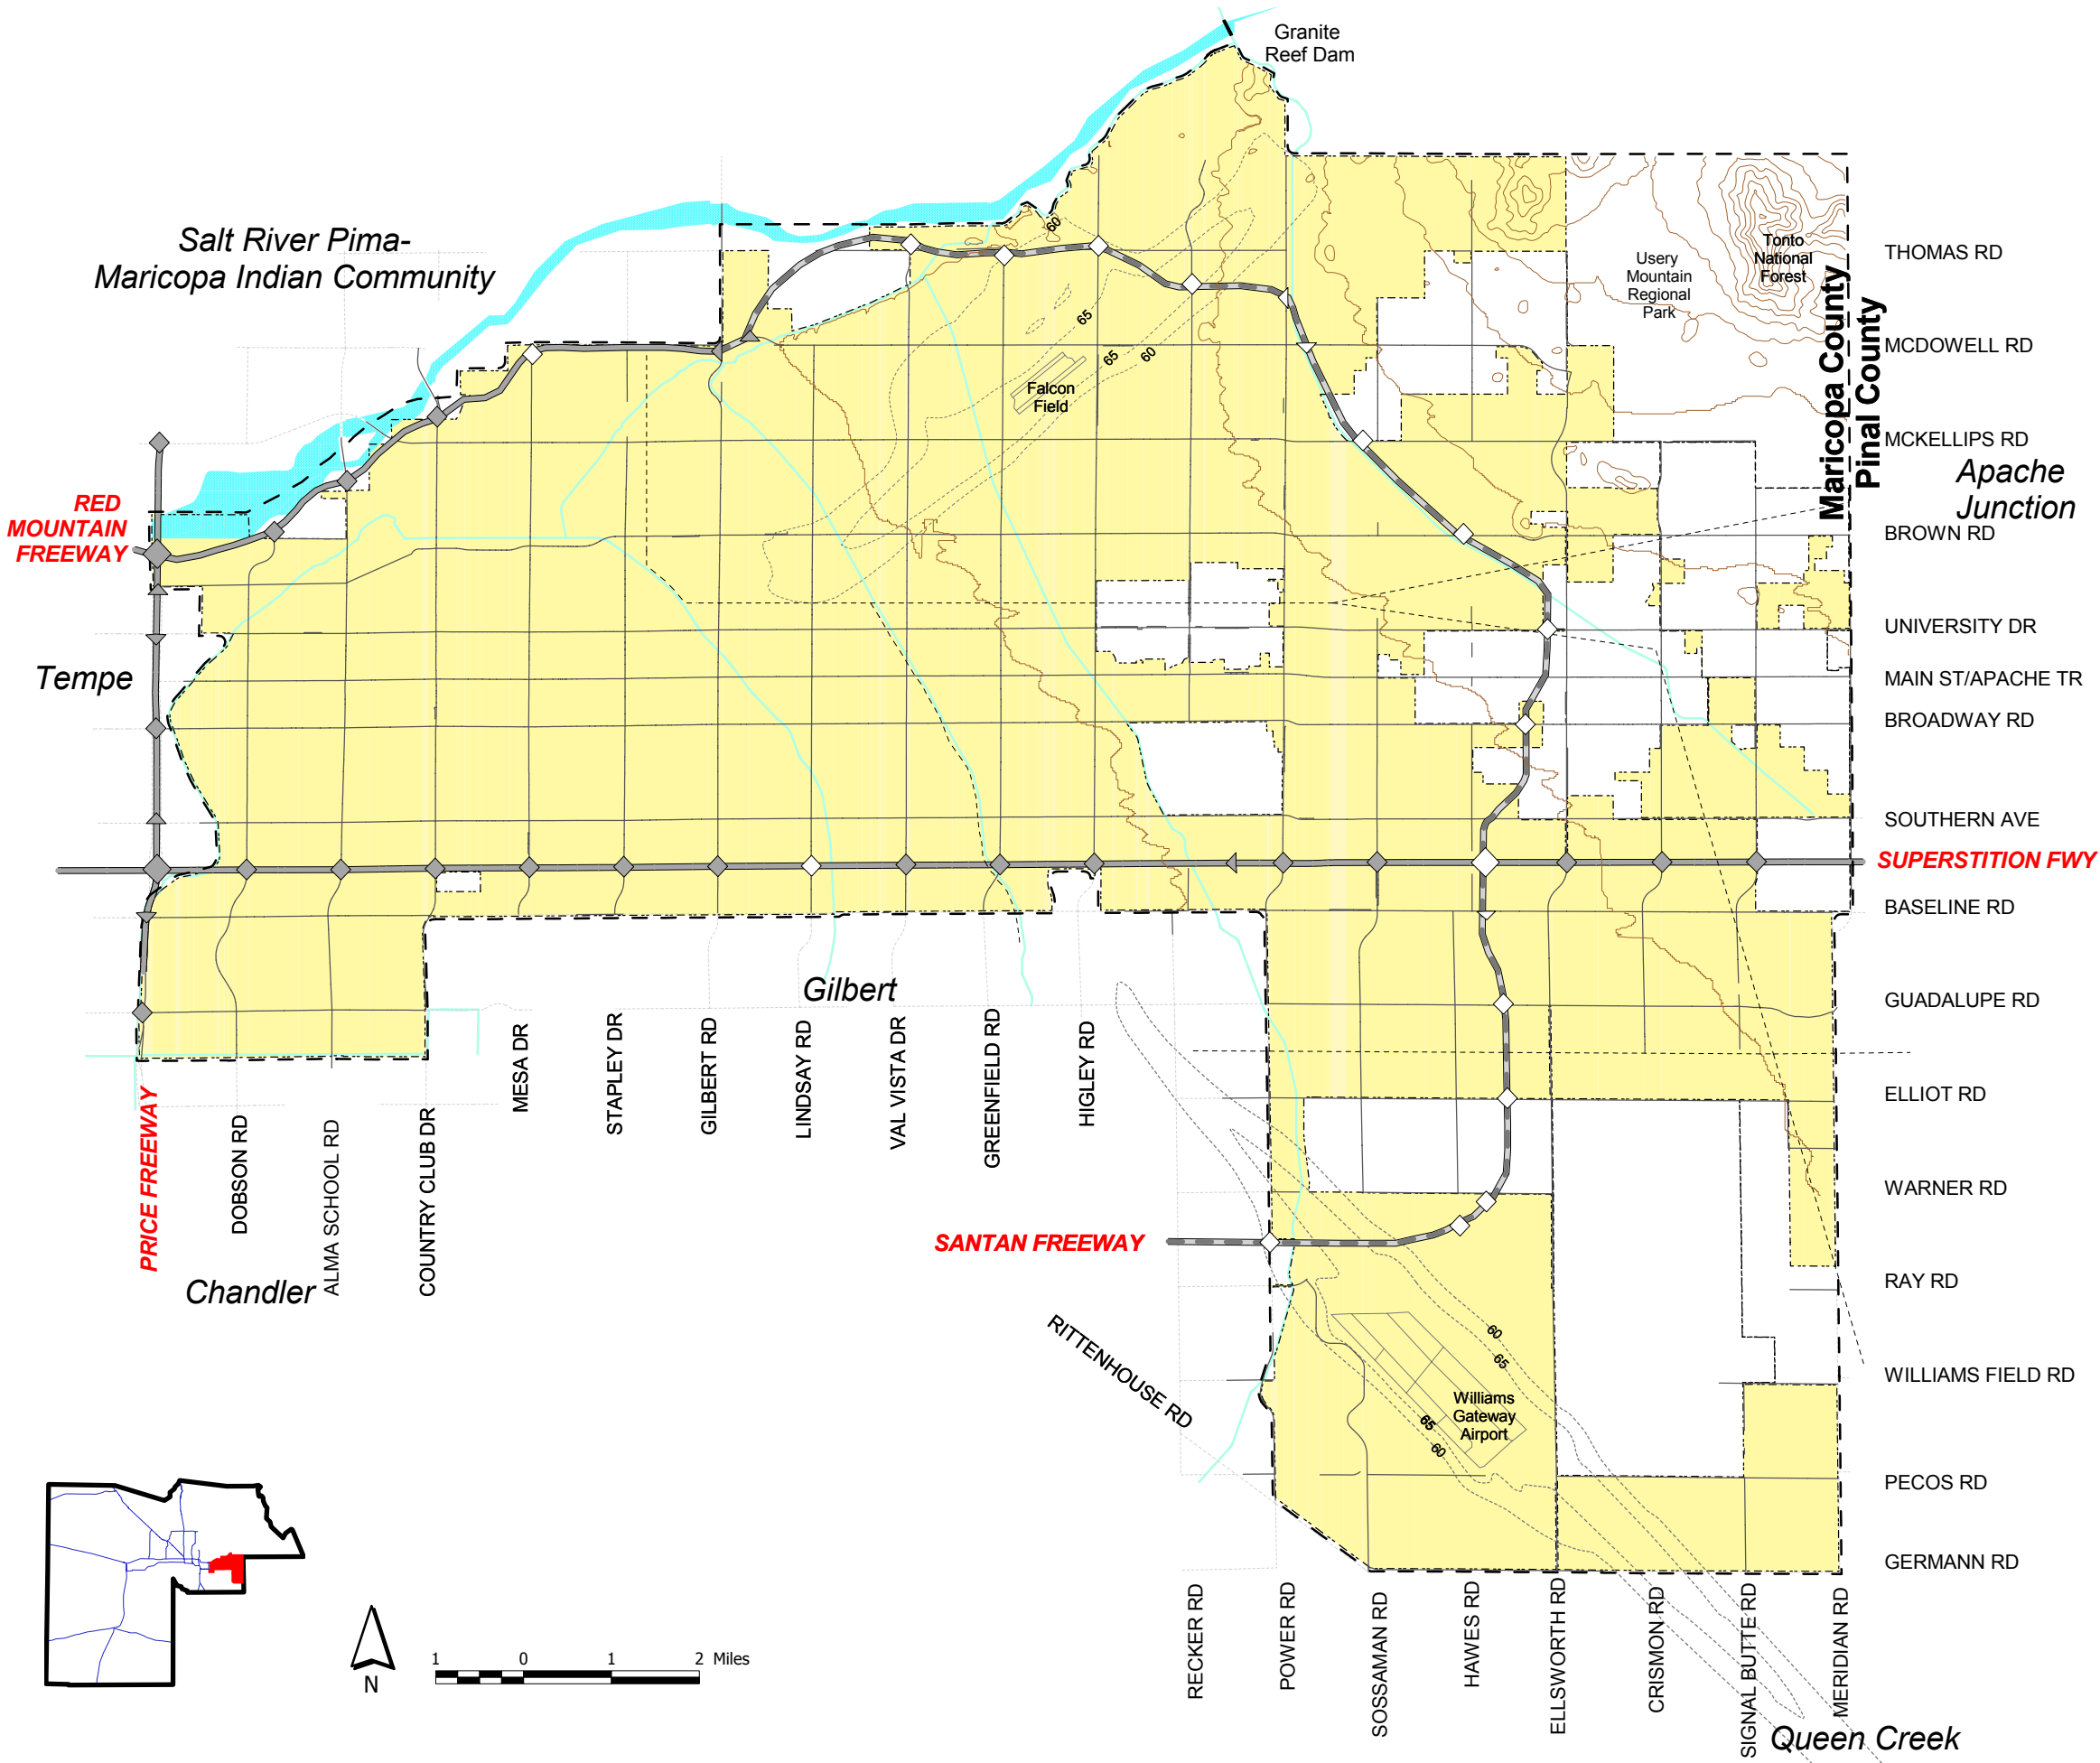 Granite
Reef Dam
Salt River Pima-
Maricopa Indian Community
THOMAS RD
Tonto
National
Forest
Usery
Mountain
Regional
Park
Maricopa County
Pinal County
MCDOWELL RD
60
65
65
60
Falcon
Field
MCKELLIPS RD
Apache
Junction
RED
MOUNTAIN
FREEWAY
BROWN RD
UNIVERSITY DR
Tempe
MAIN ST/APACHE TR
BROADWAY RD
SOUTHERN AVE
SUPERSTITION FWY
BASELINE RD
Gilbert
GUADALUPE RD
ELLIOT RD
WARNER RD
RAY RD
WILLIAMS FIELD RD
PECOS RD
GERMANN RD
PRICE FREEWAY
DOBSON RD
ALMA SCHOOL RD
COUNTRY CLUB DR
MESA DR
STAPLEY DR
GILBERT RD
LINDSAY RD
VAL VISTA DR
GREENFIELD RD
HIGLEY RD
SANTAN FREEWAY
Chandler
RITTENHOUSE RD
60
65
Williams
Gateway
Airport
65
60
RECKER RD
POWER RD
SOSSAMAN RD
HAWES RD
ELLSWORTH RD
CRISMON RD
SIGNAL BUTTE RD
MERIDIAN RD
Queen Creek
N
1 0 1 2 Miles